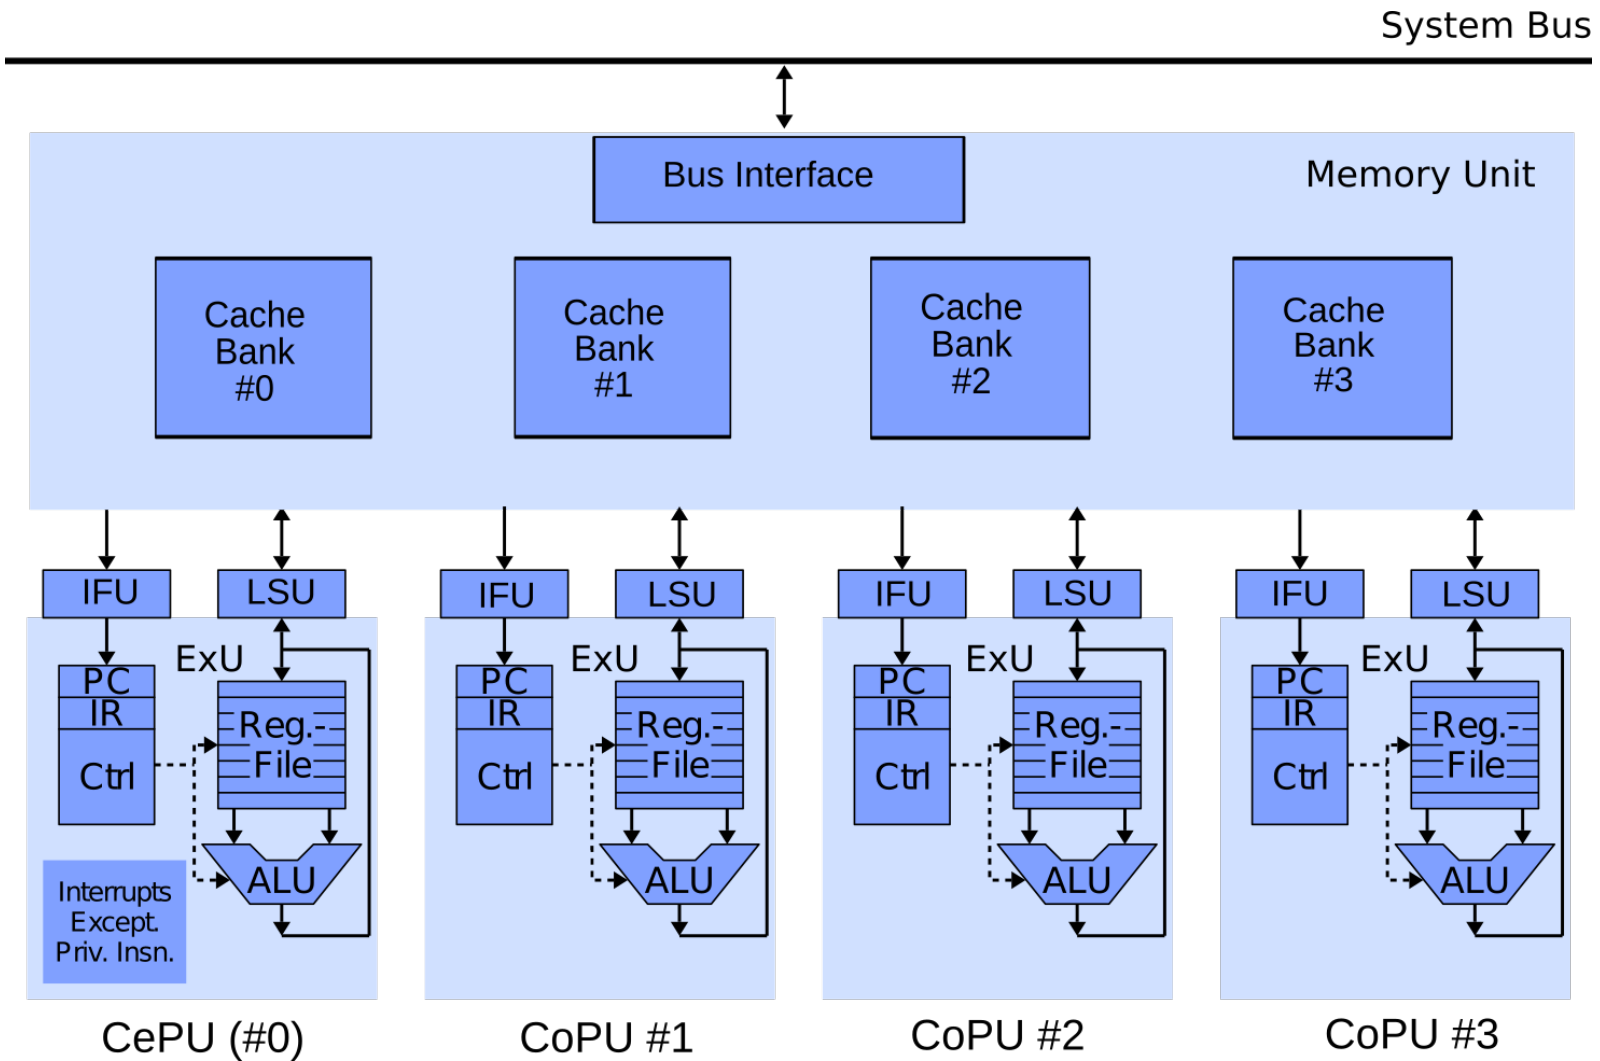 System Bus
Bus Interface
Memory Unit
Cache
Bank
#0
Cache
Bank
#1
Cache
Bank
#2
Cache
Bank
#3
IFU
LSU
IFU
LSU
IFU
LSU
IFU
LSU
ExU
PC
IR
Ctrl
Reg.-
File
ALU
Interrupts
Except.
Priv. Insn.
CePU (#0)
ExU
PC
IR
Ctrl
Reg.-
File
ALU
CoPU #1
ExU
PC
IR
Ctrl
Reg.-
File
ALU
CoPU #2
ExU
PC
IR
Ctrl
Reg.-
File
ALU
CoPU #3